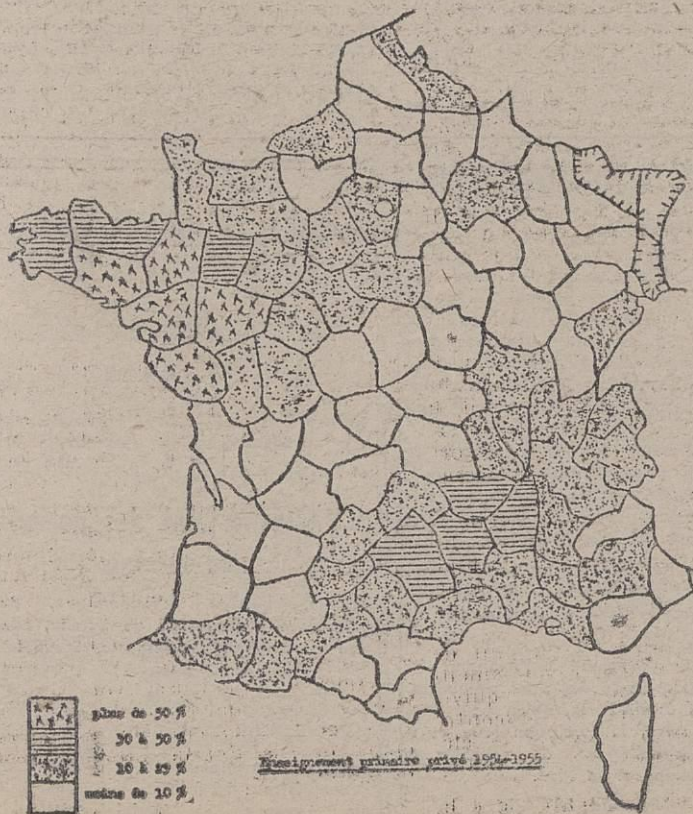 plus de 50 %
30 à 50 %
10 à 29 %
moins de 10 %
Enseignement primaire privé 1954-1955